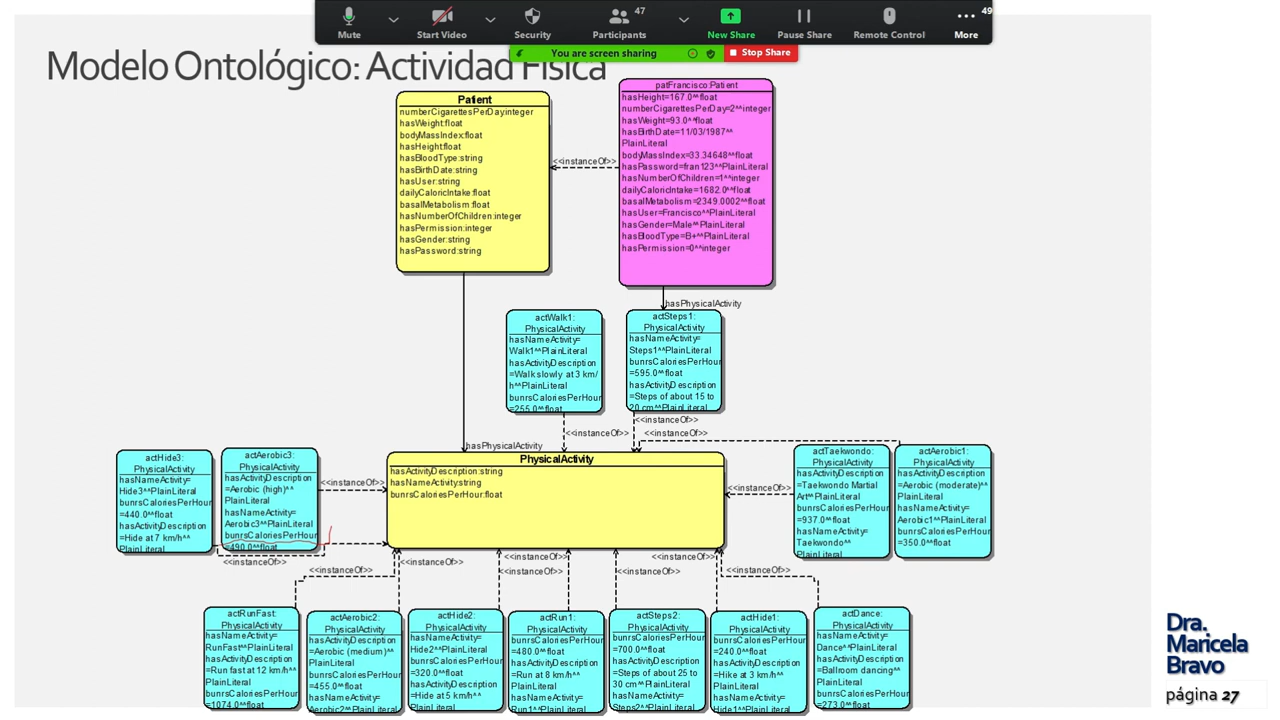 47
49
Mute
Start Video
Security
Participants
New Share
Pause Share
Remote Control
More
You are screen sharing
Stop Share
Modelo Ontológico: Actividad Física
Patient
numberCigarettesPerDay:integer
hasWeight:float
bodyMassIndex:float
hasHeight:float
hasBloodType:string
hasBirthDate:string
hasUser:string
dailyCaloricIntake:float
basalMetabolism:float
hasNumberOfChildren:integer
hasPermission:integer
hasGender:string
hasPassword:string
<<instanceOf>>
patFrancisco:Patient
hasHeight=167.0^^float
numberCigarettesPerDay=2^^integer
hasWeight=93.0^^float
hasBirthDate=11/03/1987^^
PlainLiteral
bodyMassIndex=33.34648^^float
hasPassword=fran123^^PlainLiteral
hasNumberOfChildren=1^^integer
dailyCaloricIntake=1682.0^^float
basalMetabolism=2349.0002^^float
hasUser=Francisco^^PlainLiteral
hasGender=Male^^PlainLiteral
hasBloodType=B+^^PlainLiteral
hasPermission=0^^integer
hasPhysicalActivity
actWalk1:
PhysicalActivity
hasNameActivity=
Walk1^^PlainLiteral
hasActivityDescription
=Walk slowly at 3 km/
h^^PlainLiteral
bunrsCaloriesPerHour
=255.0^^float
actSteps1:
PhysicalActivity
hasNameActivity=
Steps1^^PlainLiteral
bunrsCaloriesPerHour
=595.0^^float
hasActivityDescription
=Steps of about 15 to
20 cm^^PlainLiteral
<<instanceOf>>
<<instanceOf>>
<<instanceOf>>
hasPhysicalActivity
actHide3:
PhysicalActivity
hasNameActivity=
Hide3^^PlainLiteral
bunrsCaloriesPerHour
=440.0^^float
hasActivityDescription
=Hide at 7 km/h^^
PlainLiteral
actAerobic3:
PhysicalActivity
hasActivityDescription
=Aerobic (high)^^
PlainLiteral
hasNameActivity=
Aerobic3^^PlainLiteral
bunrsCaloriesPerHour
=490.0^^float
<<instanceOf>>
<<instanceOf>>
PhysicalActivity
hasActivityDescription:string
hasNameActivity:string
bunrsCaloriesPerHour:float
<<instanceOf>>
actTaekwondo:
PhysicalActivity
hasActivityDescription
=Taekwondo Martial
Art^^PlainLiteral
bunrsCaloriesPerHour
=937.0^^float
hasNameActivity=
Taekwondo^^
PlainLiteral
actAerobic1:
PhysicalActivity
hasActivityDescription
=Aerobic (moderate)^^
PlainLiteral
hasNameActivity=
Aerobic1^^PlainLiteral
bunrsCaloriesPerHour
=350.0^^float
<<instanceOf>>
<<instanceOf>>
<<instanceOf>>
<<instanceOf>>
<<instanceOf>>
<<instanceOf>>
<<instanceOf>>
actRunFast:
PhysicalActivity
hasNameActivity=
RunFast^^PlainLiteral
hasActivityDescription
=Run fast at 12 km/h^^
PlainLiteral
bunrsCaloriesPerHour
=1074.0^^float
actAerobic2:
PhysicalActivity
hasActivityDescription
=Aerobic (medium)^^
PlainLiteral
bunrsCaloriesPerHour
=455.0^^float
hasNameActivity=
Aerobic2^^PlainLiteral
actHide2:
PhysicalActivity
hasNameActivity=
Hide2^^PlainLiteral
bunrsCaloriesPerHour
=320.0^^float
hasActivityDescription
=Hide at 5 km/h^^
PlainLiteral
actRun1:
PhysicalActivity
bunrsCaloriesPerHour
=480.0^^float
hasActivityDescription
=Run at 8 km/h^^
PlainLiteral
hasNameActivity=
Run1^^PlainLiteral
actSteps2:
PhysicalActivity
bunrsCaloriesPerHour
=700.0^^float
hasActivityDescription
=Steps of about 25 to
30 cm^^PlainLiteral
hasNameActivity=
Steps2^^PlainLiteral
actHide1:
PhysicalActivity
bunrsCaloriesPerHour
=240.0^^float
hasActivityDescription
=Hike at 3 km/h^^
PlainLiteral
hasNameActivity=
Hide1^^PlainLiteral
actDance:
PhysicalActivity
hasNameActivity=
Dance^^PlainLiteral
hasActivityDescription
=Ballroom dancing^^
PlainLiteral
bunrsCaloriesPerHour
=273.0^^float
Dra.
Maricela
Bravo
página 27